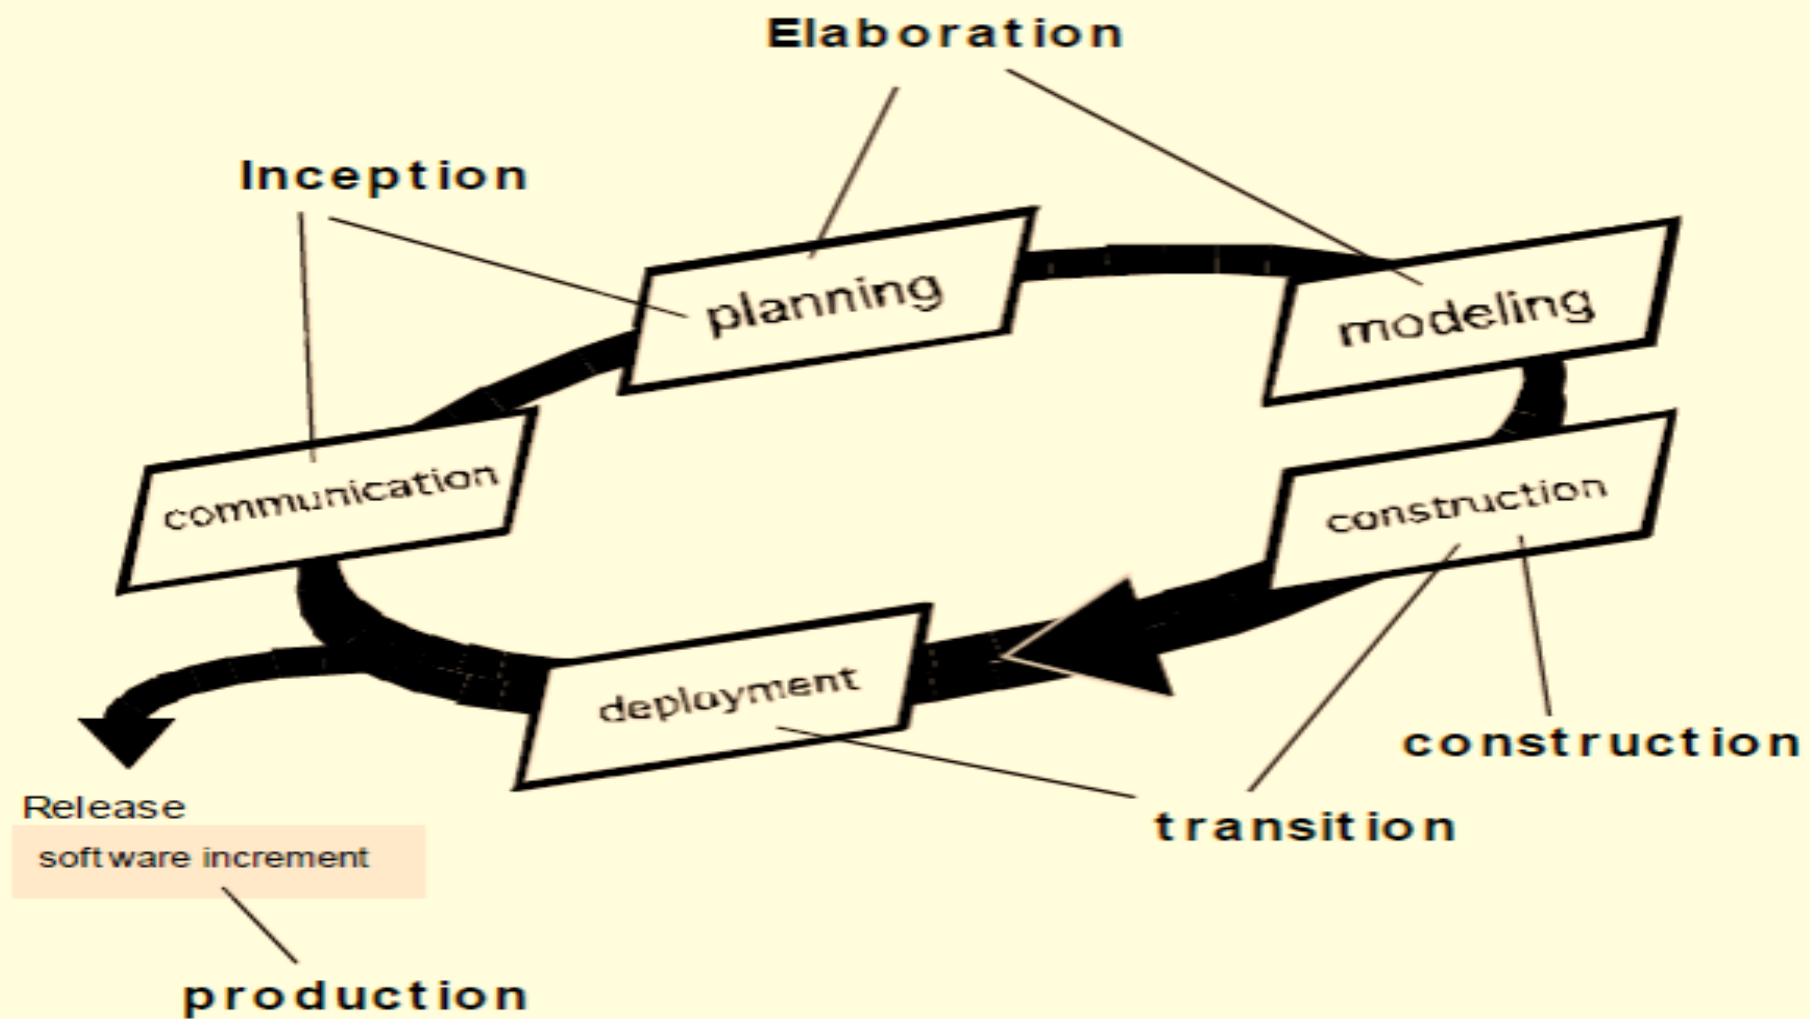 Elaboration
Inception
planning
modeling
communication
construction
deployment
construction
Release
transition
software increment
production